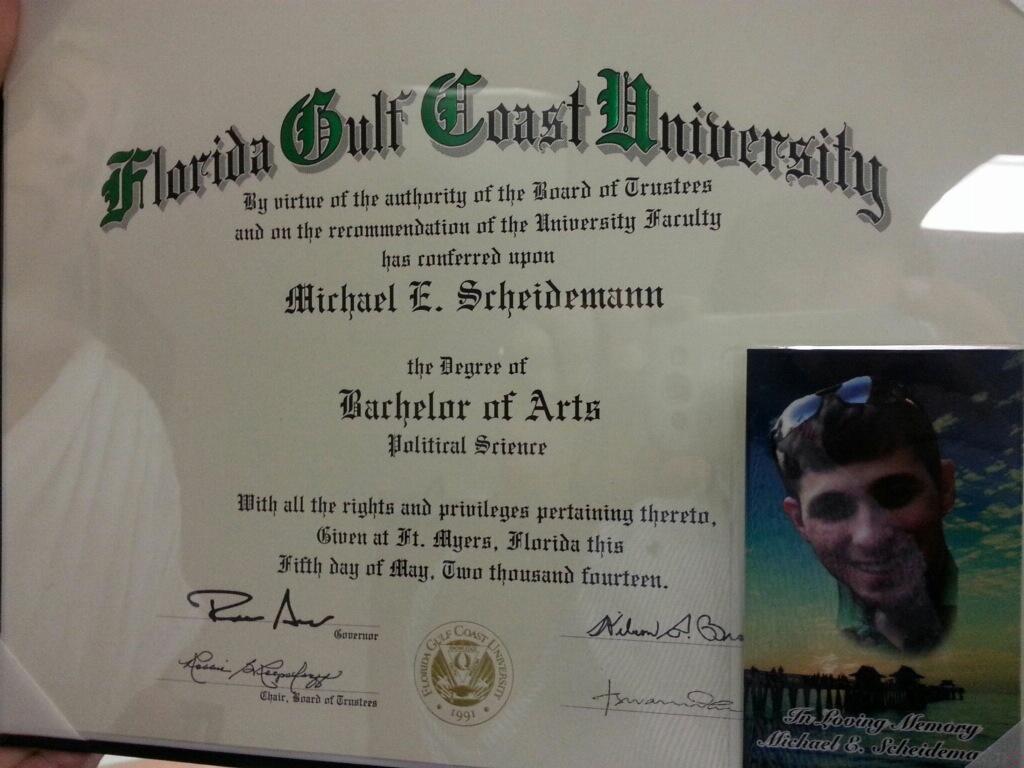 Florida Gulf Coast University
By virtue of the authority of the Board of Trustees
and on the recommendation of the University Faculty
has conferred upon
Michael E. Scheidemann
the Degree of
Bachelor of Arts
Political Science
With all the rights and privileges pertaining thereto,
Given at Ft. Myers, Florida this
Fifth day of May, Two thousand fourteen.
Governor
Chair, Board of Trustees
FLORIDA GULF COAST UNIVERSITY
1991
Wilson G.
In Loving Memory
Michael E. Scheidema